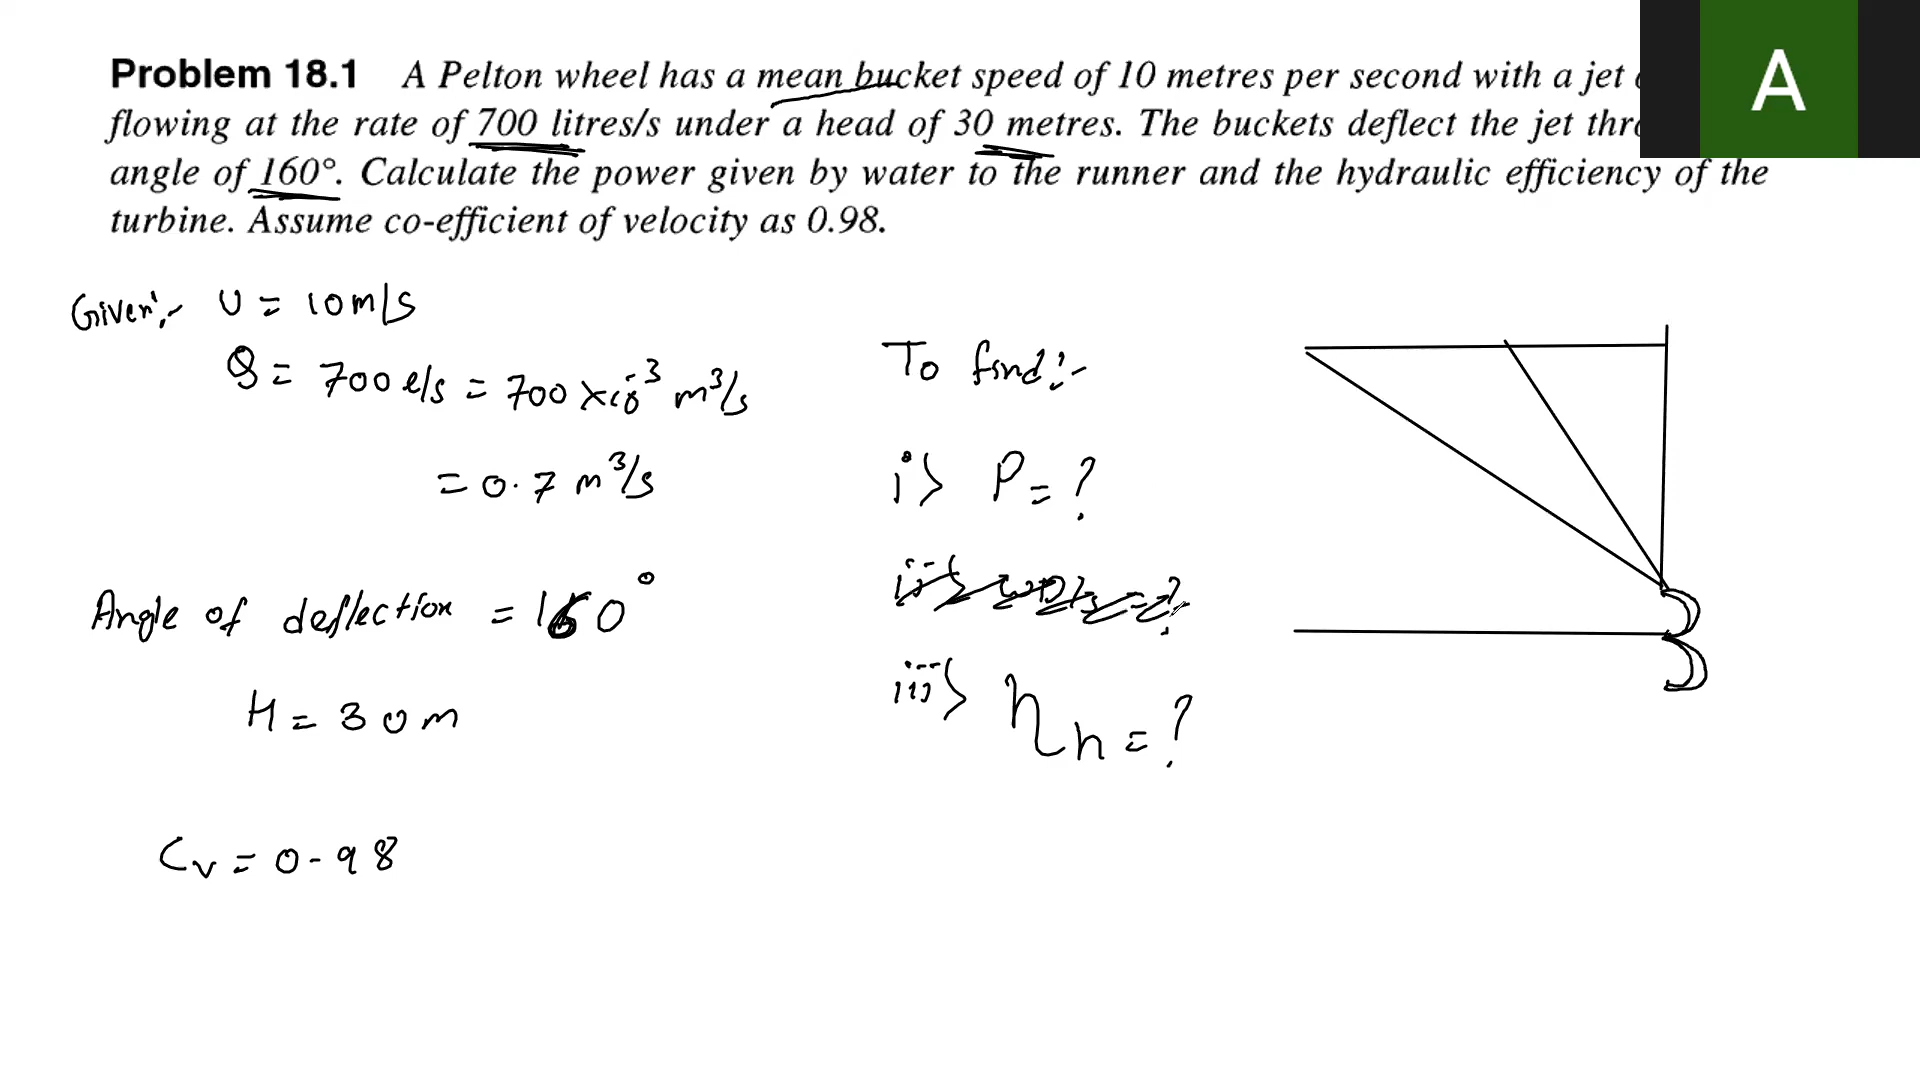 Problem 18.1 A Pelton wheel has a mean bucket speed of 10 metres per second with a jet
flowing at the rate of 700 litres/s under a head of 30 metres. The buckets deflect the jet
angle of 160°. Calculate the power given by water to the runner and the hydraulic efficiency of the
turbine. Assume co-efficient of velocity as 0.98.
A
Given:- U = 10 m/s
Q = 700 l/s = 700 × 10⁻³ m³/s
= 0.7 m³/s
Angle of deflection = 160°
H = 30 m
Cv = 0.98
To find:-
i) P = ?
iii) ηh = ?